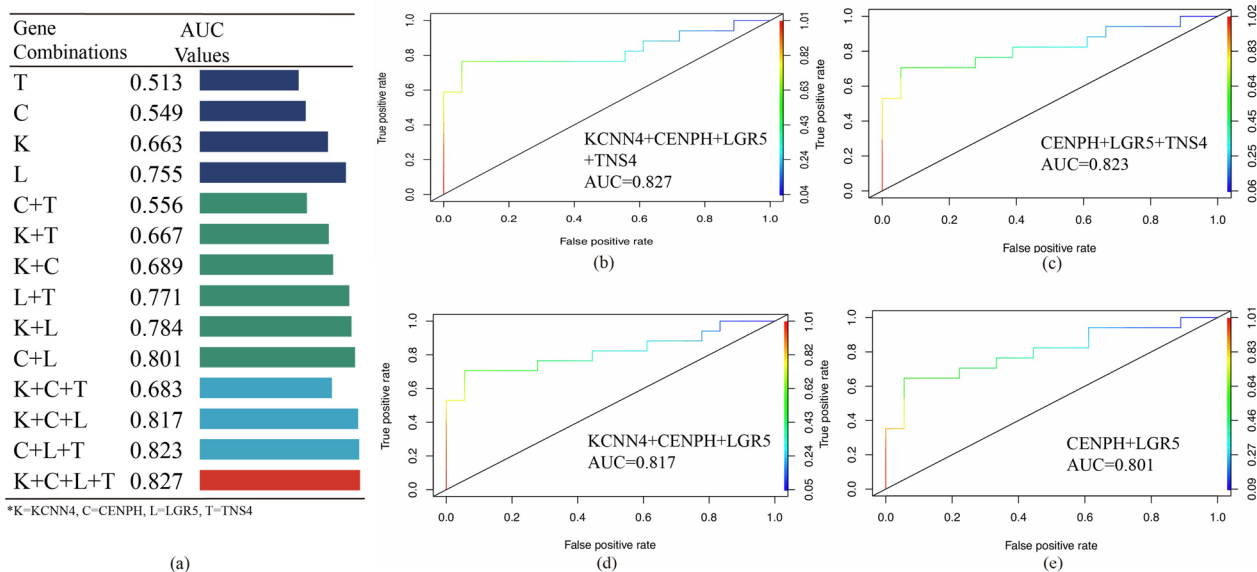 Gene Combinations AUC Values
T 0.513
C 0.549
K 0.663
L 0.755
C+T 0.556
K+T 0.667
K+C 0.689
L+T 0.771
K+L 0.784
C+L 0.801
K+C+T 0.683
K+C+L 0.817
C+L+T 0.823
K+C+L+T 0.827
*K=KCNN4, C=CENPH, L=LGR5, T=TNS4
(a)
True positive rate
1.0
0.8
0.6
0.4
0.2
0.0
KCNN4+CENPH+LGR5
+TNS4
AUC=0.827
1.01
0.82
0.63
0.43
0.24
0.04
0.0 0.2 0.4 0.6 0.8 1.0
False positive rate
(b)
True positive rate
1.0
0.8
0.6
0.4
0.2
0.0
CENPH+LGR5+TNS4
AUC=0.823
1.02
0.83
0.64
0.45
0.25
0.06
0.0 0.2 0.4 0.6 0.8 1.0
False positive rate
(c)
True positive rate
1.0
0.8
0.6
0.4
0.2
0.0
KCNN4+CENPH+LGR5
AUC=0.817
1.01
0.82
0.63
0.43
0.24
0.05
0.0 0.2 0.4 0.6 0.8 1.0
False positive rate
(d)
True positive rate
1.0
0.8
0.6
0.4
0.2
0.0
CENPH+LGR5
AUC=0.801
1.01
0.83
0.64
0.46
0.27
0.09
0.0 0.2 0.4 0.6 0.8 1.0
False positive rate
(e)